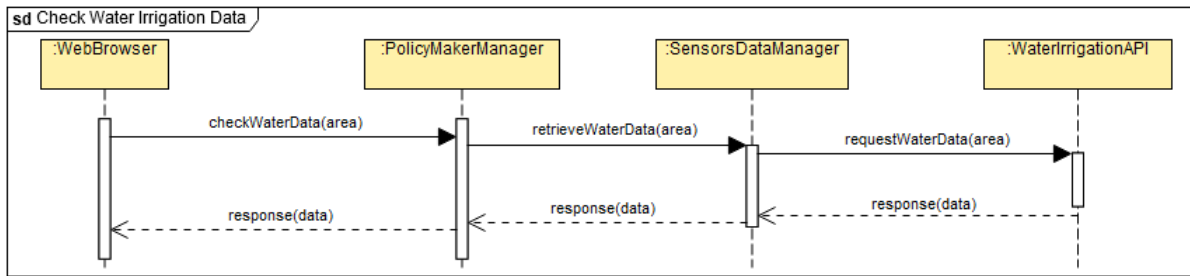 sd Check Water Irrigation Data
:WebBrowser
:PolicyMakerManager
:SensorsDataManager
:WaterIrrigationAPI
checkWaterData(area)
retrieveWaterData(area)
requestWaterData(area)
response(data)
response(data)
response(data)